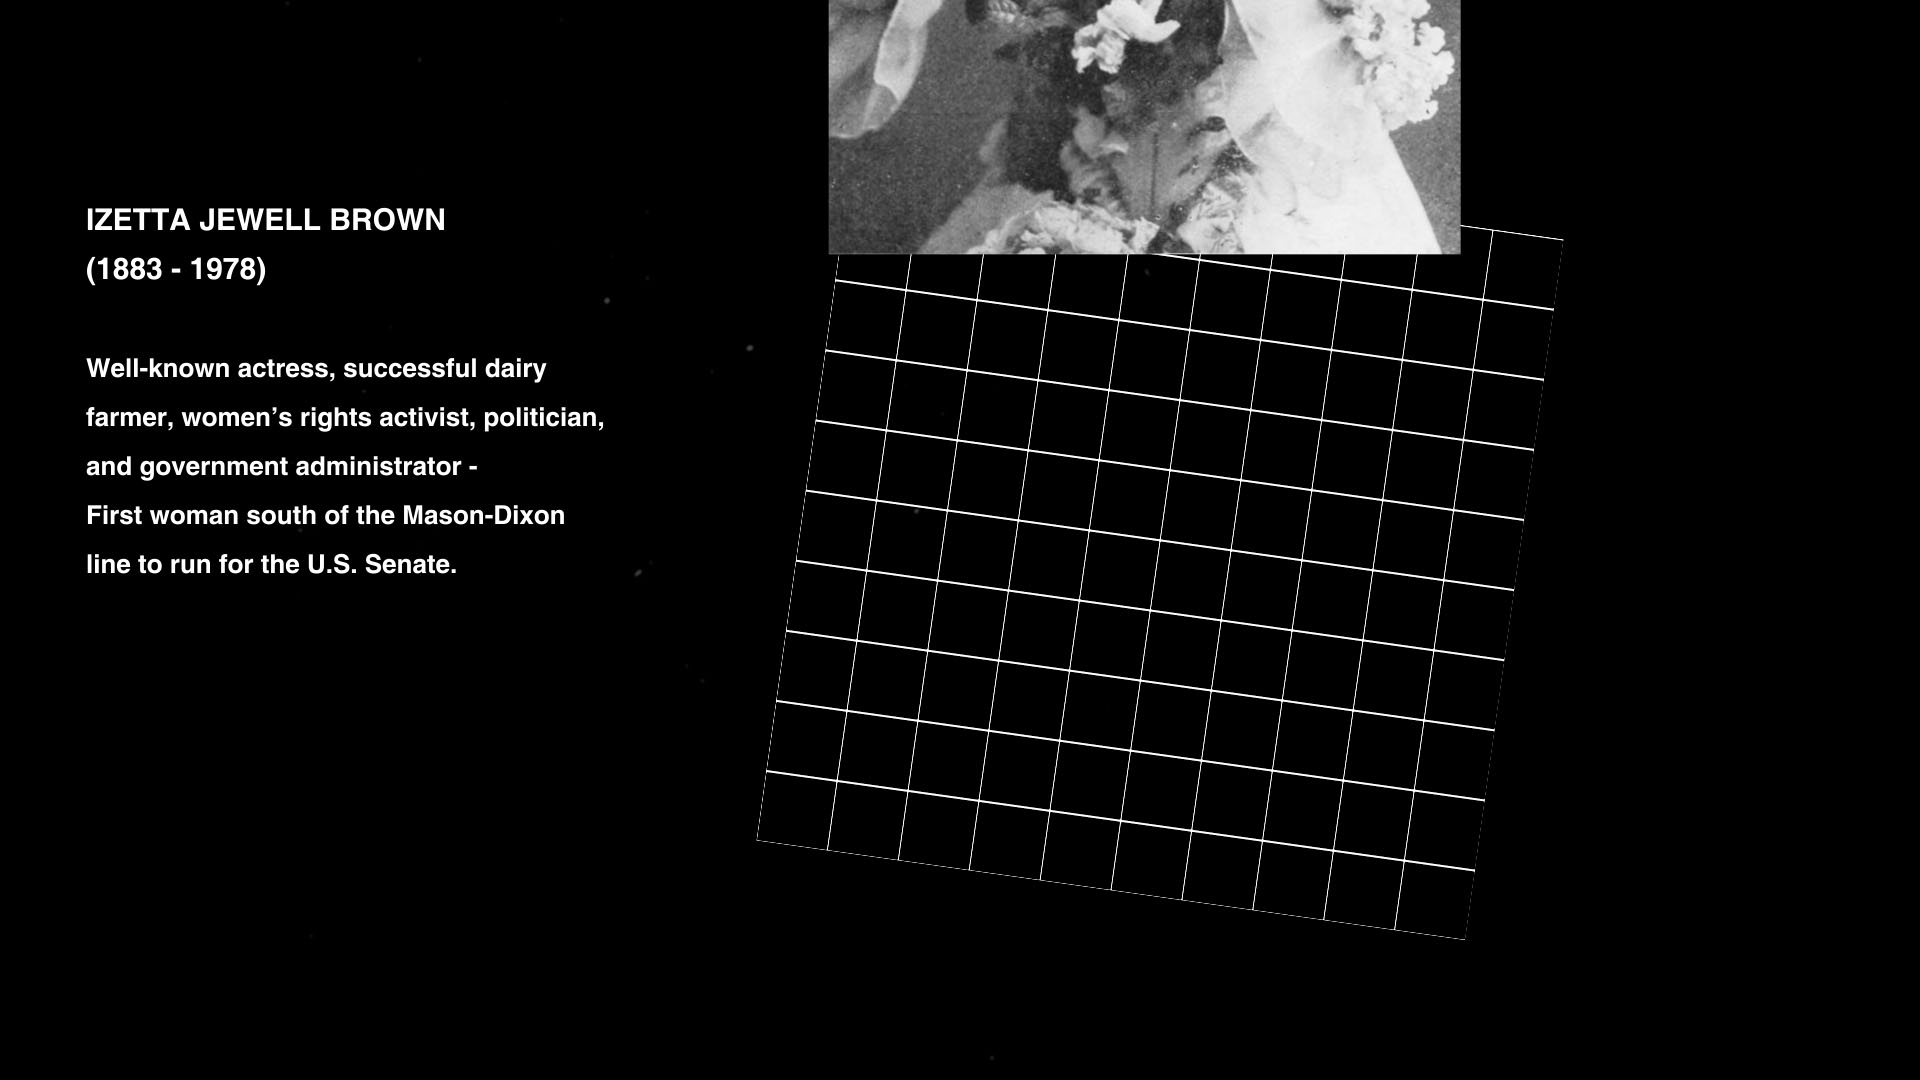 IZETTA JEWELL BROWN
(1883 - 1978)
Well-known actress, successful dairy
farmer, women’s rights activist, politician,
and government administrator -
First woman south of the Mason-Dixon
line to run for the U.S. Senate.